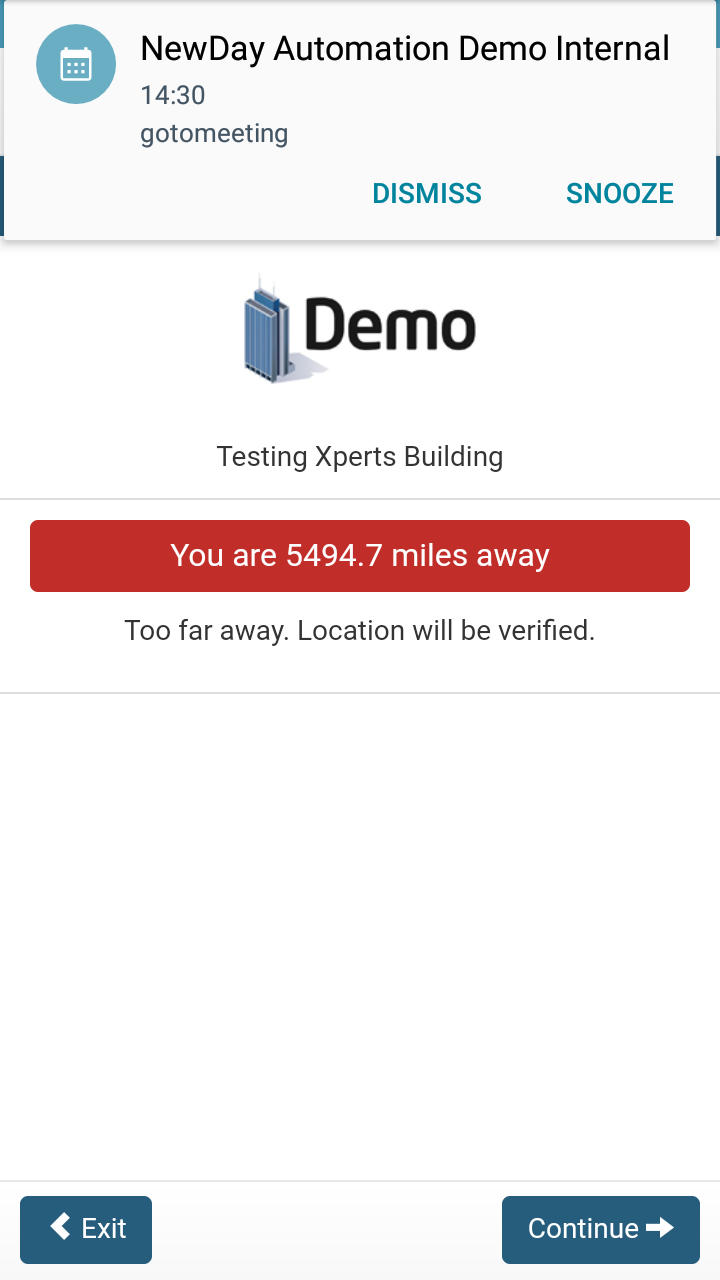 NewDay Automation Demo Internal
14:30
gotomeeting
DISMISS SNOOZE
Demo
Testing Xperts Building
You are 5494.7 miles away
Too far away. Location will be verified.
Exit Continue